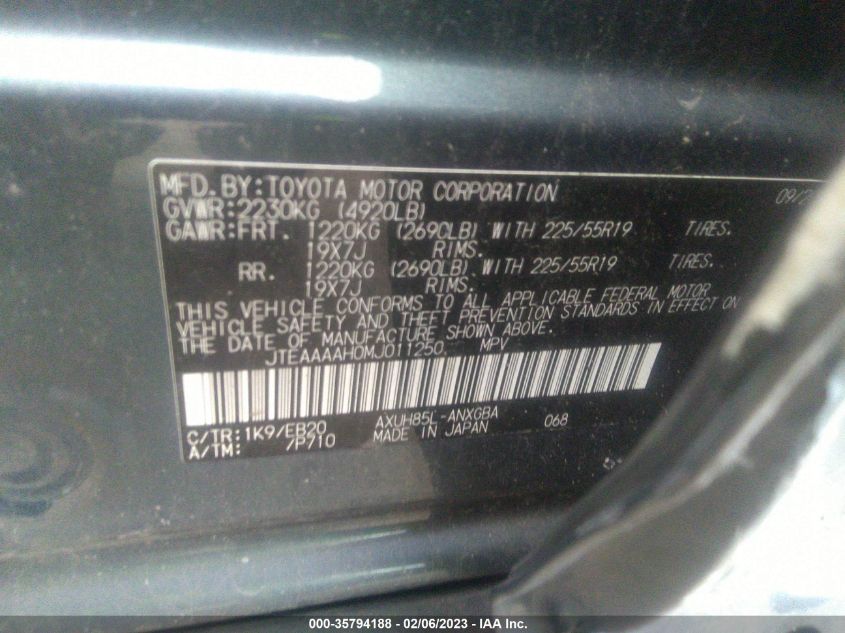 MFD. BY: TOYOTA MOTOR CORPORATION 09/2
GVWR: 2230KG (4920LB)
GAWR: FRT. 1220KG (2690LB) WITH 225/55R19 TIRES.
19X7J RIMS.
RR. 1220KG (2690LB) WITH 225/55R19 TIRES.
19X7J RIMS.
THIS VEHICLE CONFORMS TO ALL APPLICABLE FEDERAL MOTOR
VEHICLE SAFETY AND THEFT PREVENTION STANDARDS IN EFFECT ON
THE DATE OF MANUFACTURE SHOWN ABOVE.
JTEAAAAH0MJ011250 MPV
C/TR: 1K9/EB20 AXUH85L-ANXGBA 068
A/TM: /P710 MADE IN JAPAN
000-35794188 - 02/06/2023 - IAA Inc.